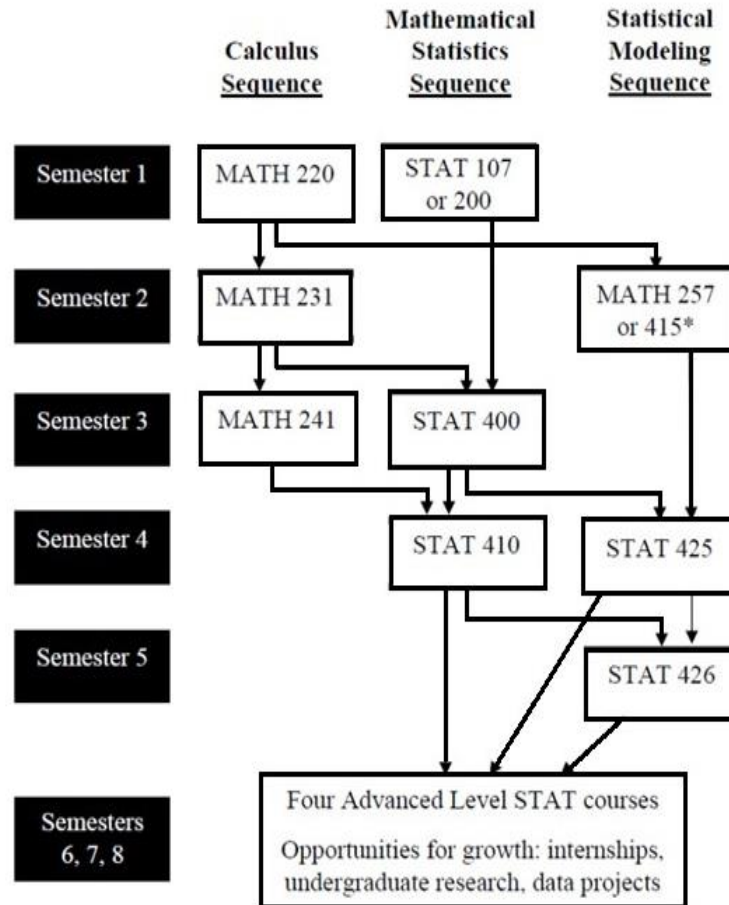 Calculus
Sequence
Mathematical
Statistics
Sequence
Statistical
Modeling
Sequence
Semester 1
MATH 220
STAT 107
or 200
Semester 2
MATH 231
MATH 257
or 415*
Semester 3
MATH 241
STAT 400
Semester 4
STAT 410
STAT 425
Semester 5
STAT 426
Semesters
6, 7, 8
Four Advanced Level STAT courses
Opportunities for growth: internships,
undergraduate research, data projects